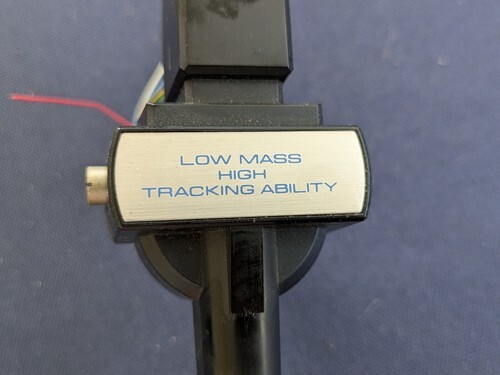 LOW MASS
HIGH
TRACKING ABILITY